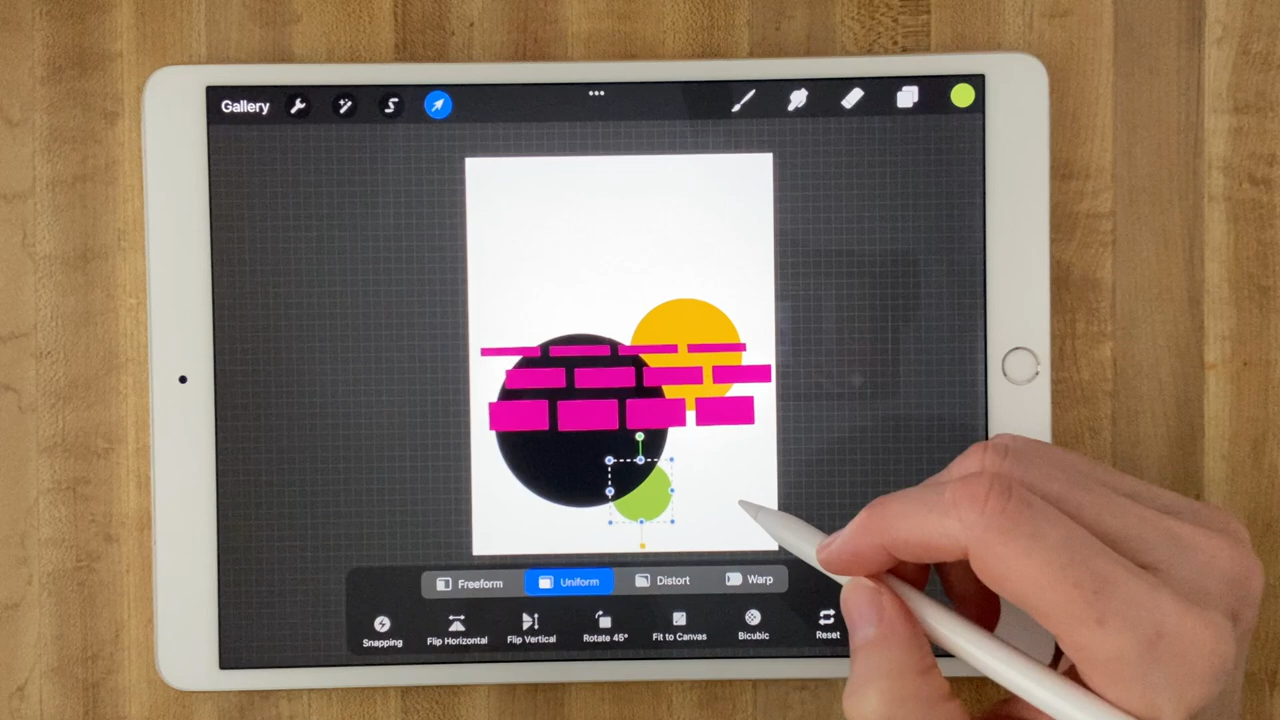 Gallery
Freeform
Uniform
Distort
Warp
Snapping
Flip Horizontal
Flip Vertical
Rotate 45°
Fit to Canvas
Bicubic
Reset